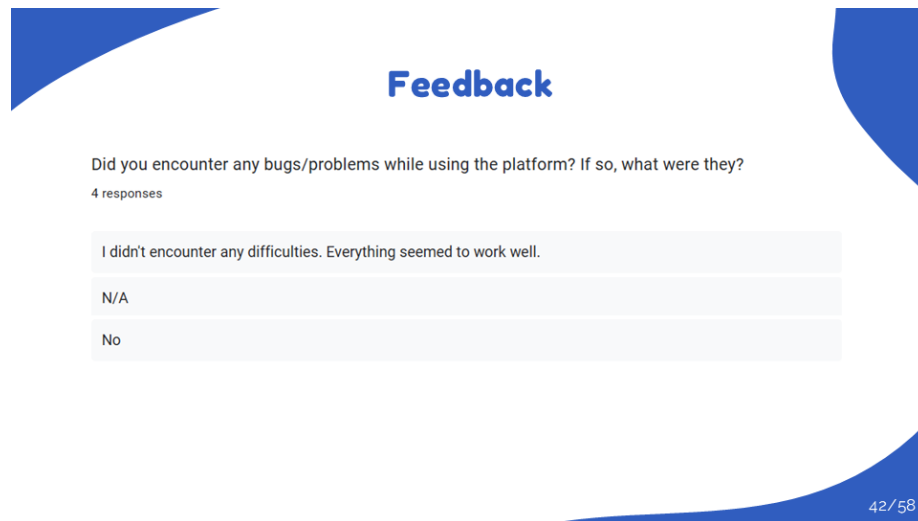 Feedback
Did you encounter any bugs/problems while using the platform? If so, what were they?
4 responses
I didn't encounter any difficulties. Everything seemed to work well.
N/A
No
42/58